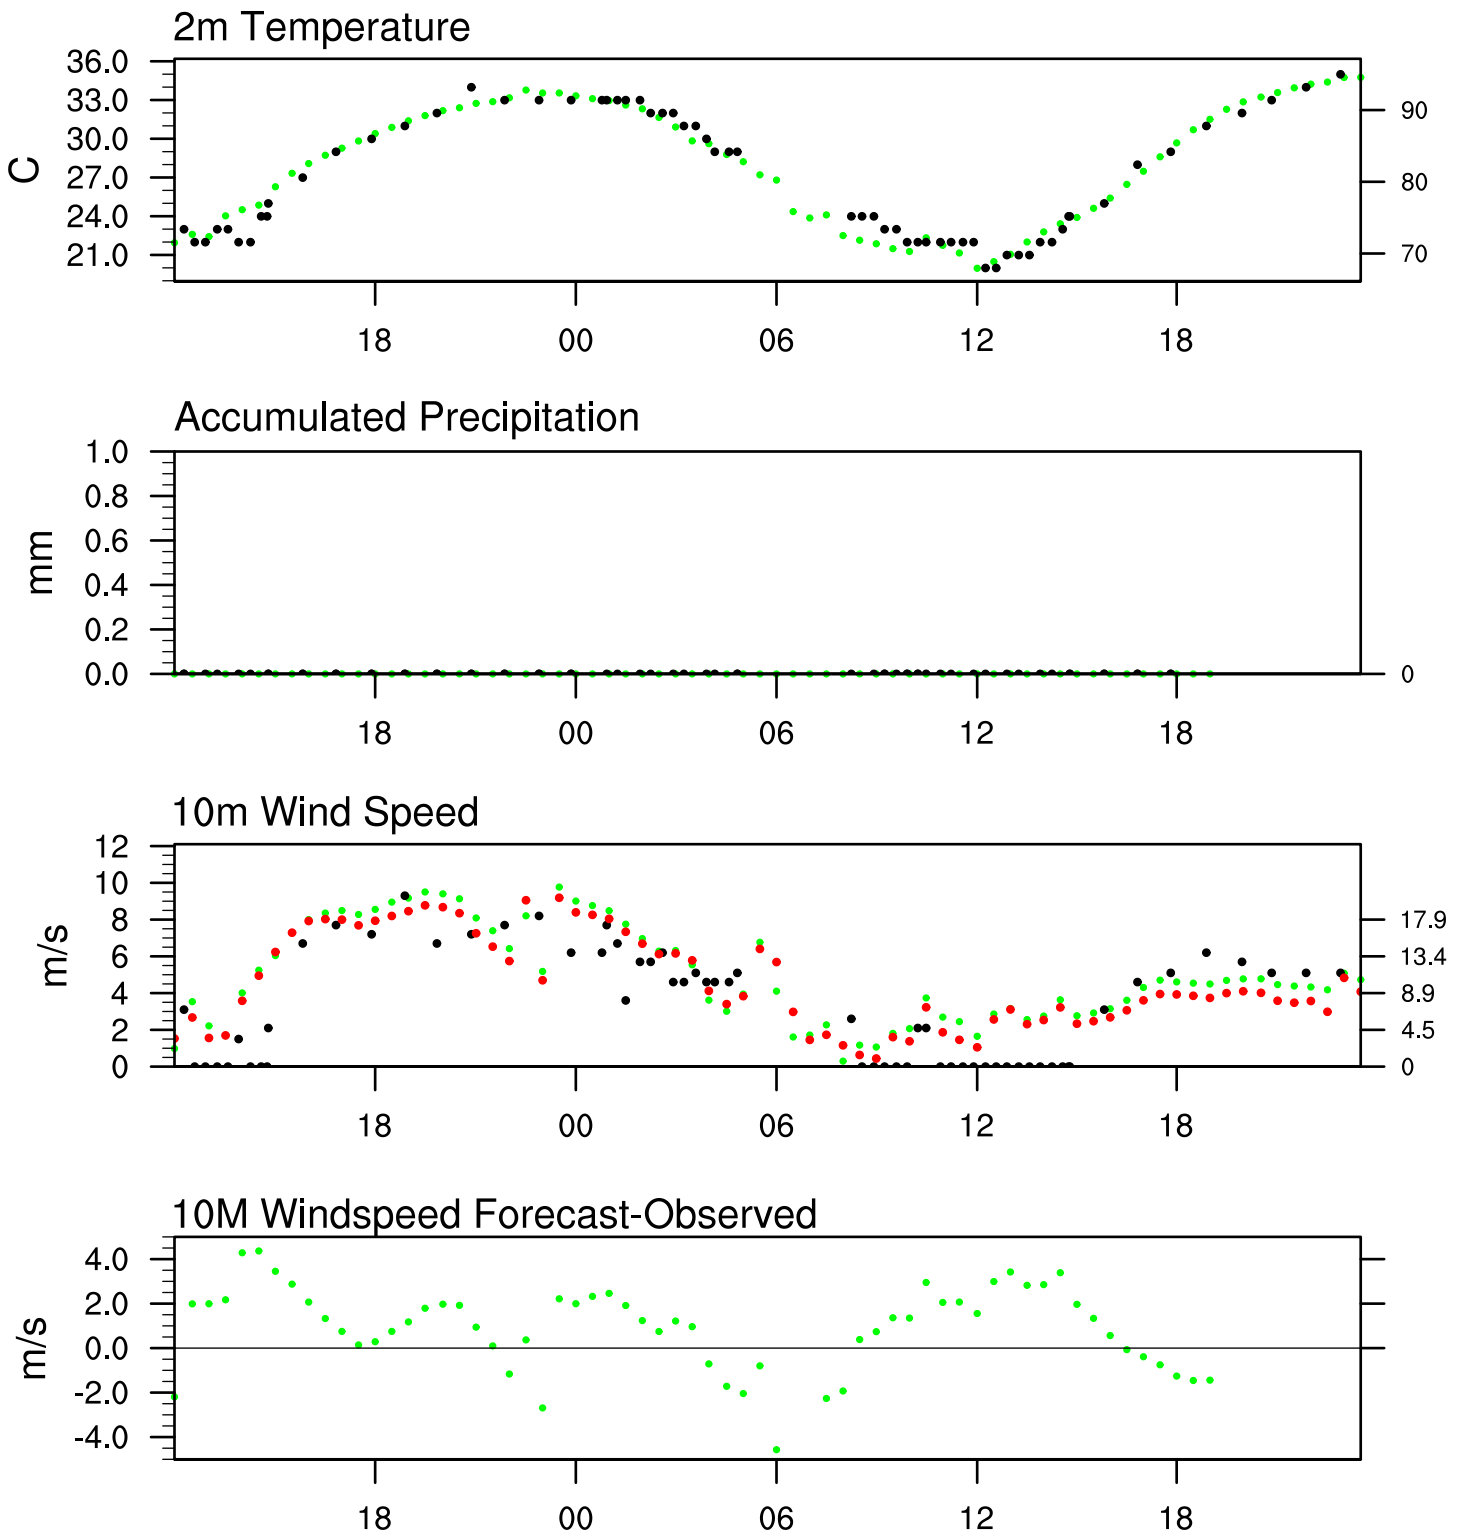 2m Temperature
36.0
33.0
30.0
27.0
24.0
21.0
C
90
80
70
18 00 06 12 18
Accumulated Precipitation
1.0
0.8
0.6
0.4
0.2
0.0
mm
0
18 00 06 12 18
10m Wind Speed
12
10
8
6
4
2
0
m/s
17.9
13.4
8.9
4.5
0
18 00 06 12 18
10M Windspeed Forecast-Observed
4.0
2.0
0.0
-2.0
-4.0
m/s
18 00 06 12 18